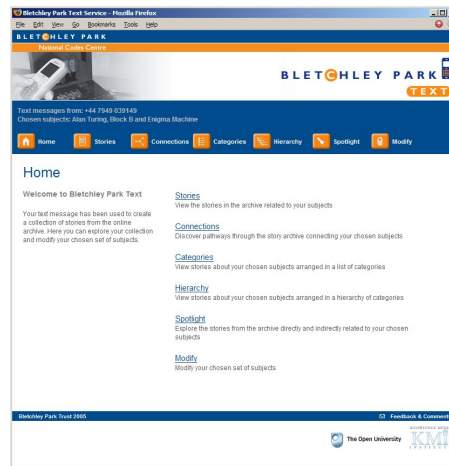 Bletchley Park Text Service - Mozilla Firefox
File Edit View Go Bookmarks Tools Help
BLETCHLEY PARK
National Codes Centre
BLETCHLEY PARK
TEXT
Text messages from: +44 7949 639149
Chosen subjects: Alan Turing, Block B and Enigma Machine
Home Stories Connections Categories Hierarchy Spotlight Modify
Home
Welcome to Bletchley Park Text
Your text message has been used to create
a collection of stories from the online
archive. Here you can explore your collection
and modify your chosen set of subjects.
Stories
View the stories in the archive related to your subjects
Connections
Discover pathways through the story archive connecting your chosen subjects
Categories
View stories about your chosen subjects arranged in a list of categories
Hierarchy
View stories about your chosen subjects arranged in a hierarchy of categories
Spotlight
Explore the stories from the archive directly and indirectly related to your chosen
subjects
Modify
Modify your chosen set of subjects
Bletchley Park Trust 2005 Feedback & Comment
The Open University
KNOWLEDGE MEDI
KMi
INSTITUTE